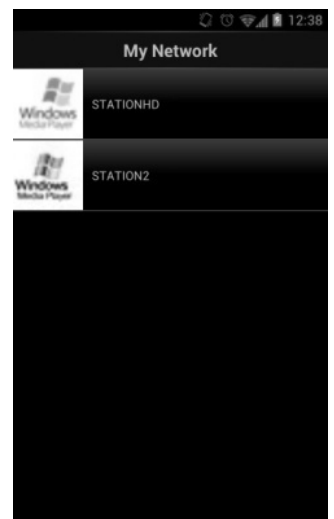 12:38
My Network
Windows
Media Player
STATIONHD
Windows
Media Player
STATION2